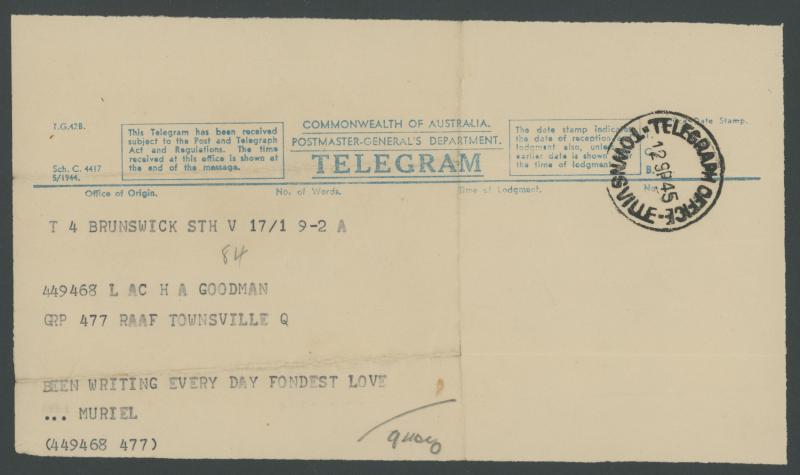 T.G.42B.
Sch. C. 4417
5/1944.
This Telegram has been received
subject to the Post and Telegraph
Act and Regulations. The time
received at this office is shown at
the end of the message.
COMMONWEALTH OF AUSTRALIA.
POSTMASTER-GENERAL'S DEPARTMENT.
TELEGRAM
The date stamp indicates
the date of reception
lodgment also, unless
earlier date is shown
the time of lodgment
Date Stamp.
TELEGRAPH OFFICE
TOWNSVILLE
12 SP 45
Office of Origin.
No. of Words.
Time of Lodgment.
No.
T 4 BRUNSWICK STH V 17/1 9-2 A
84
449468 L AC H A GOODMAN
GRP 477 RAAF TOWNSVILLE Q
BEEN WRITING EVERY DAY FONDEST LOVE
... MURIEL
(449468 477)